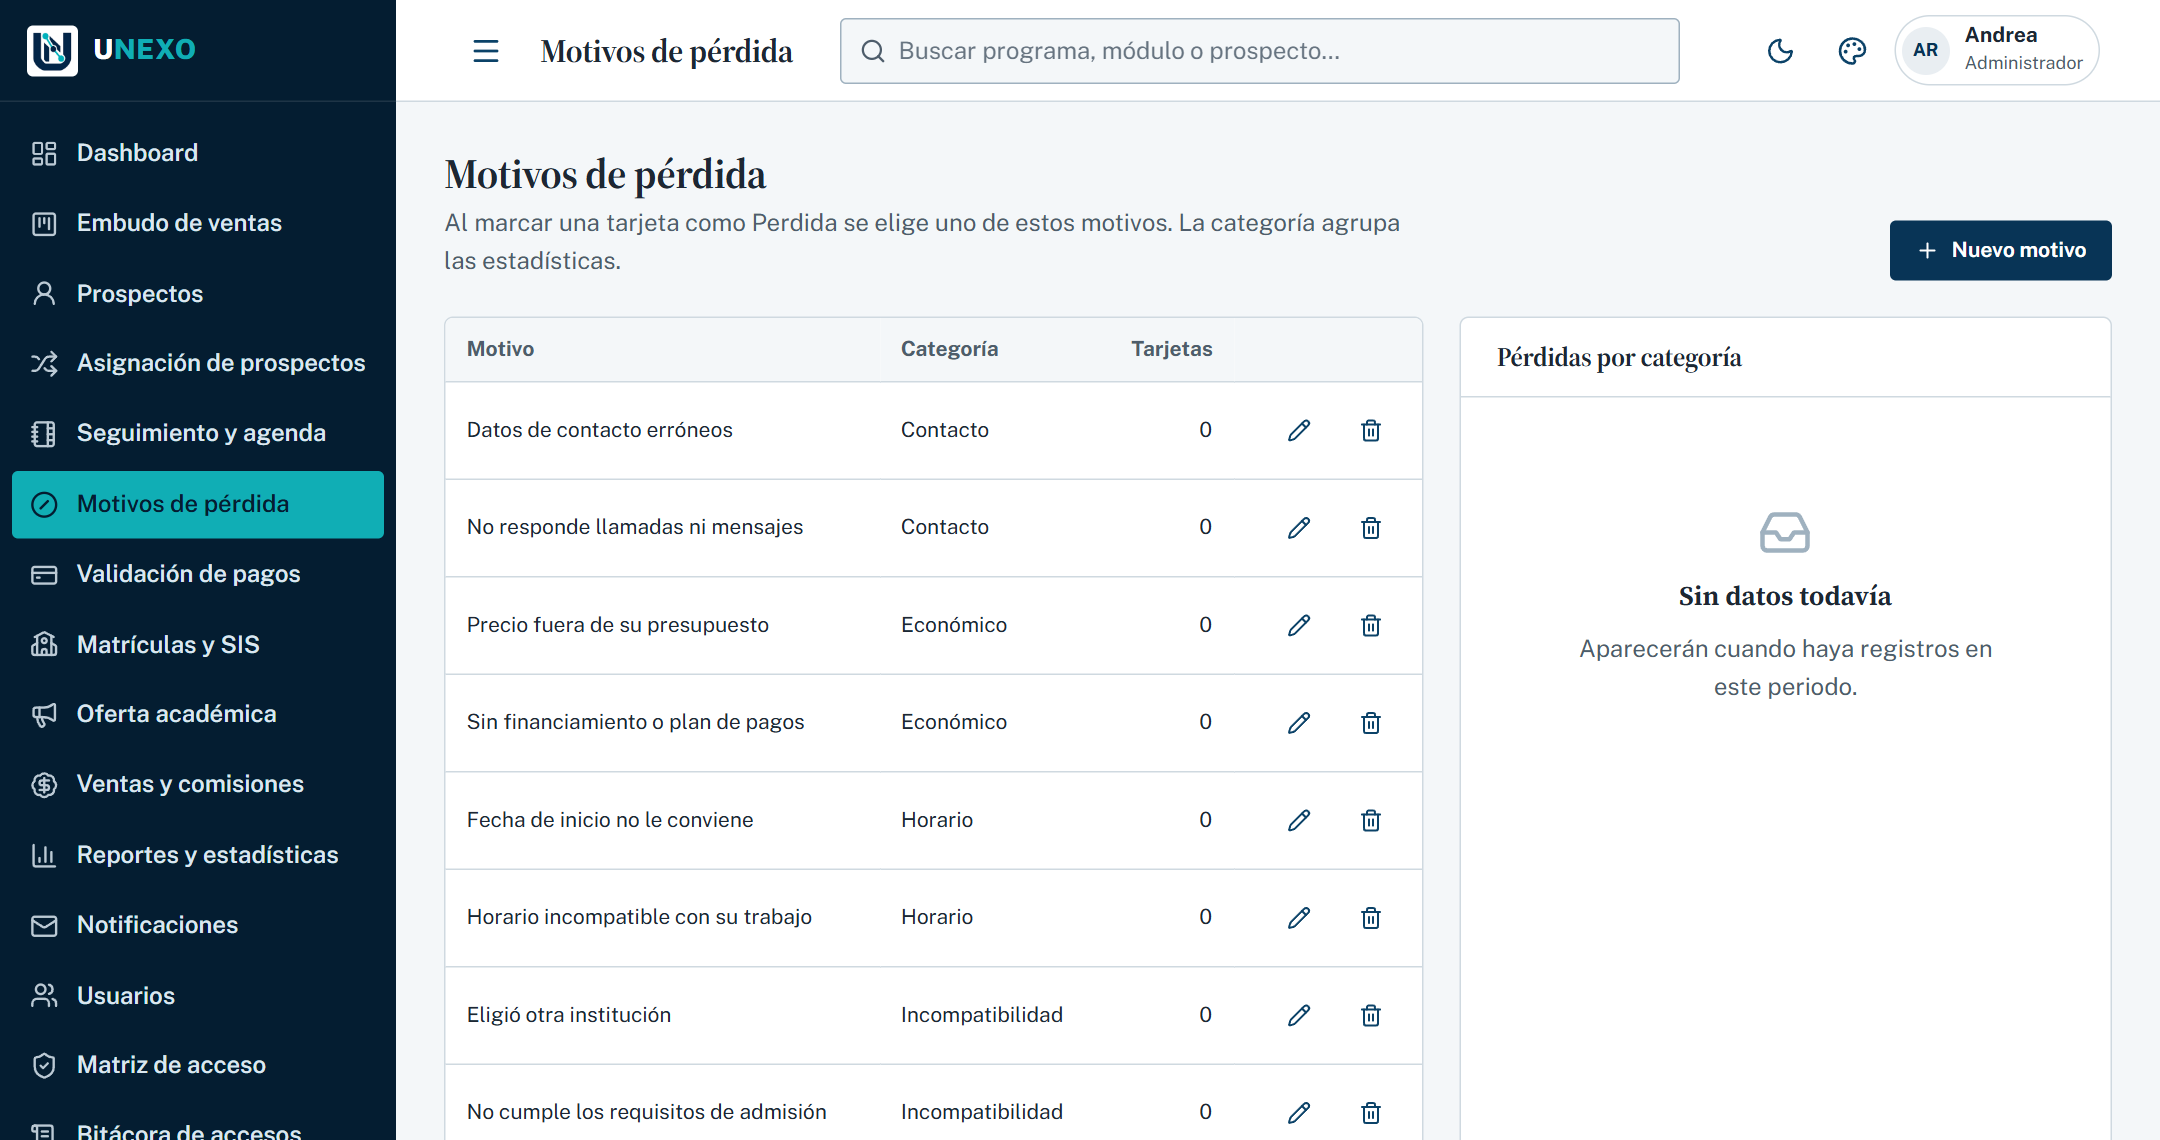 UNEXO
Motivos de pérdida
Buscar programa, módulo o prospecto...
AR
Andrea
Administrador
Dashboard
Embudo de ventas
Prospectos
Asignación de prospectos
Seguimiento y agenda
Motivos de pérdida
Validación de pagos
Matrículas y SIS
Oferta académica
Ventas y comisiones
Reportes y estadísticas
Notificaciones
Usuarios
Matriz de acceso
Bitácora de accesos
Motivos de pérdida
Al marcar una tarjeta como Perdida se elige uno de estos motivos. La categoría agrupa
las estadísticas.
Nuevo motivo
Motivo Categoría Tarjetas
Datos de contacto erróneos Contacto 0
No responde llamadas ni mensajes Contacto 0
Precio fuera de su presupuesto Económico 0
Sin financiamiento o plan de pagos Económico 0
Fecha de inicio no le conviene Horario 0
Horario incompatible con su trabajo Horario 0
Eligió otra institución Incompatibilidad 0
No cumple los requisitos de admisión Incompatibilidad 0
Pérdidas por categoría
Sin datos todavía
Aparecerán cuando haya registros en
este periodo.